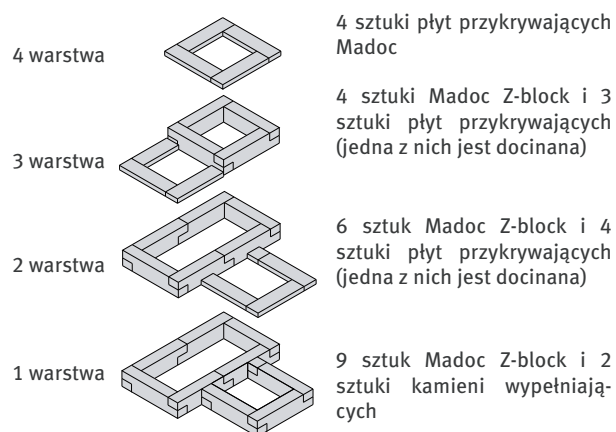 4 warstwa
4 sztuki płyt przykrywających
Madoc
3 warstwa
4 sztuki Madoc Z-block i 3
sztuki płyt przykrywających
(jedna z nich jest docinana)
2 warstwa
6 sztuk Madoc Z-block i 4
sztuki płyt przykrywających
(jedna z nich jest docinana)
1 warstwa
9 sztuk Madoc Z-block i 2
sztuki kamieni wypełniają-
cych